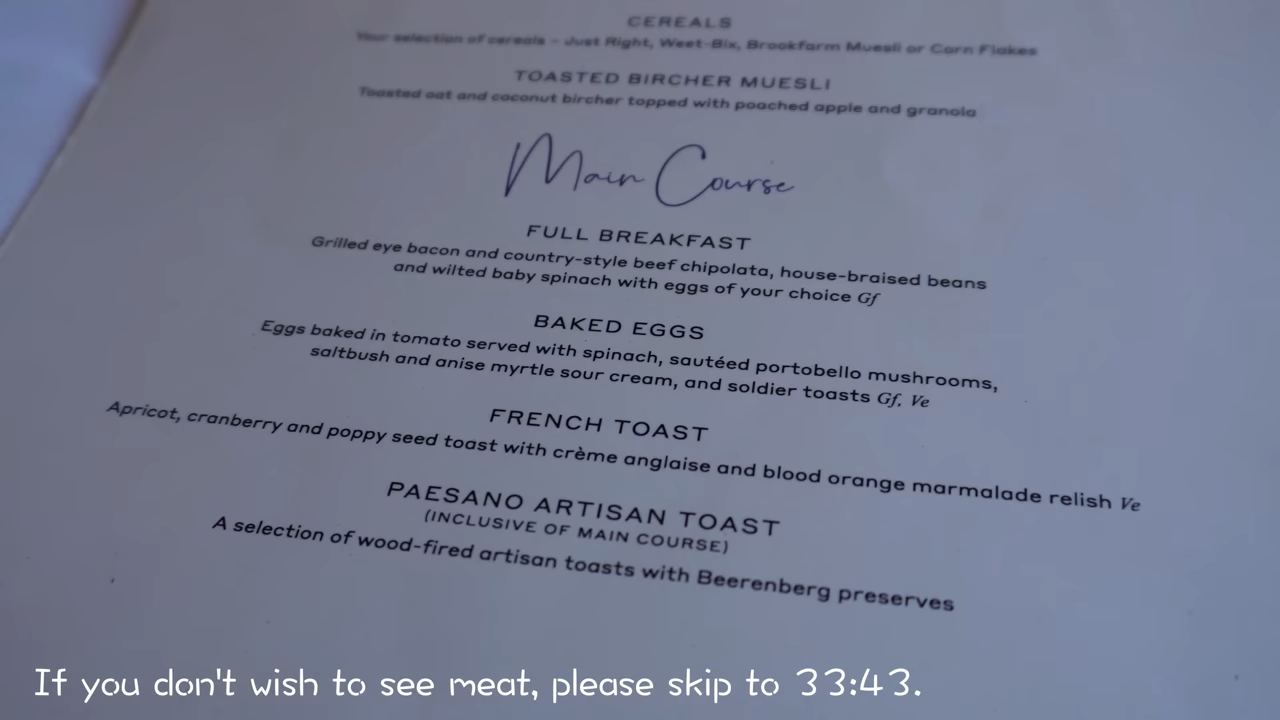 CEREALS
Your selection of cereals – Just Right, Weet-Bix, Brookfarm Muesli or Corn Flakes
TOASTED BIRCHER MUESLI
Toasted oat and coconut bircher topped with poached apple and granola
Main Course
FULL BREAKFAST
Grilled eye bacon and country-style beef chipolata, house-braised beans
and wilted baby spinach with eggs of your choice Gf
BAKED EGGS
Eggs baked in tomato served with spinach, sautéed portobello mushrooms,
saltbush and anise myrtle sour cream, and soldier toasts Gf, Ve
FRENCH TOAST
Apricot, cranberry and poppy seed toast with crème anglaise and blood orange marmalade relish Ve
PAESANO ARTISAN TOAST
(INCLUSIVE OF MAIN COURSE)
A selection of wood-fired artisan toasts with Beerenberg preserves
If you don't wish to see meat, please skip to 33:43.